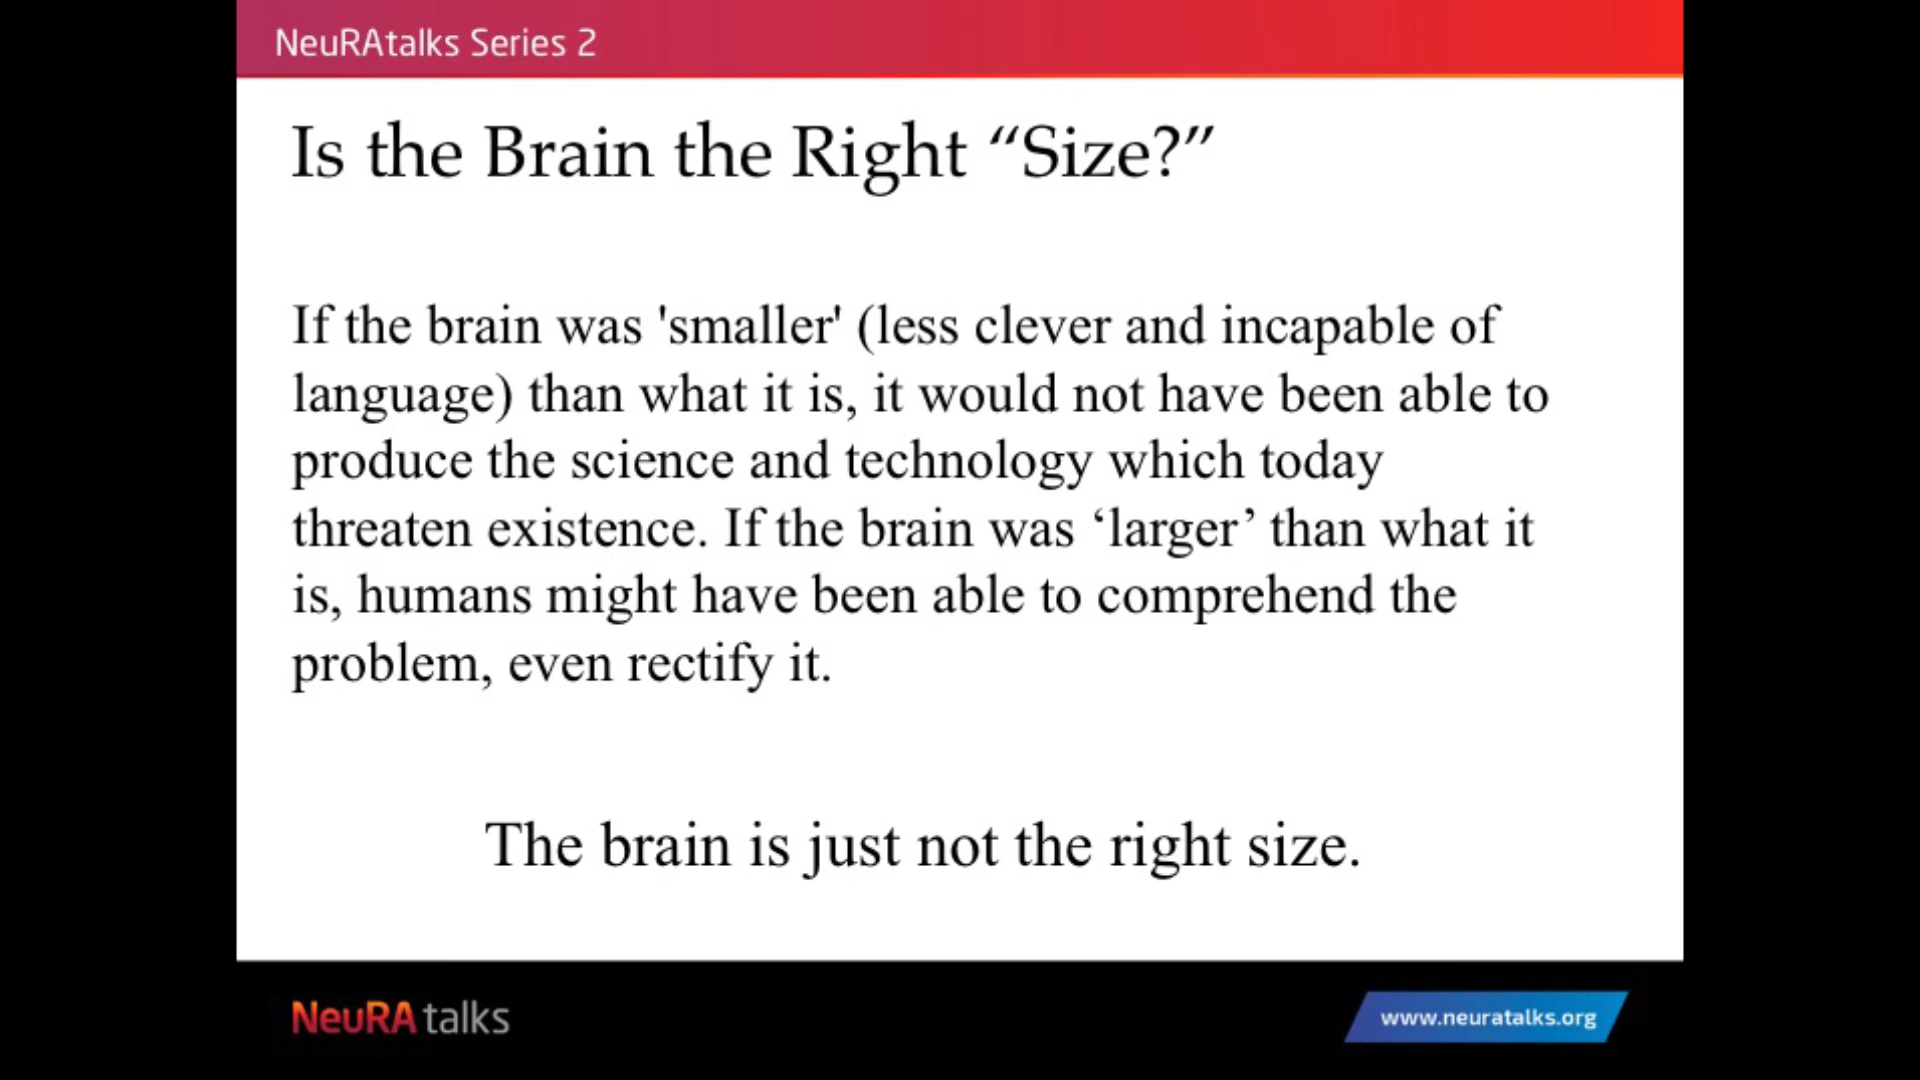 NeuRAtalks Series 2
Is the Brain the Right “Size?”
If the brain was 'smaller' (less clever and incapable of
language) than what it is, it would not have been able to
produce the science and technology which today
threaten existence. If the brain was ‘larger’ than what it
is, humans might have been able to comprehend the
problem, even rectify it.
The brain is just not the right size.
NeuRA talks
www.neuratalks.org